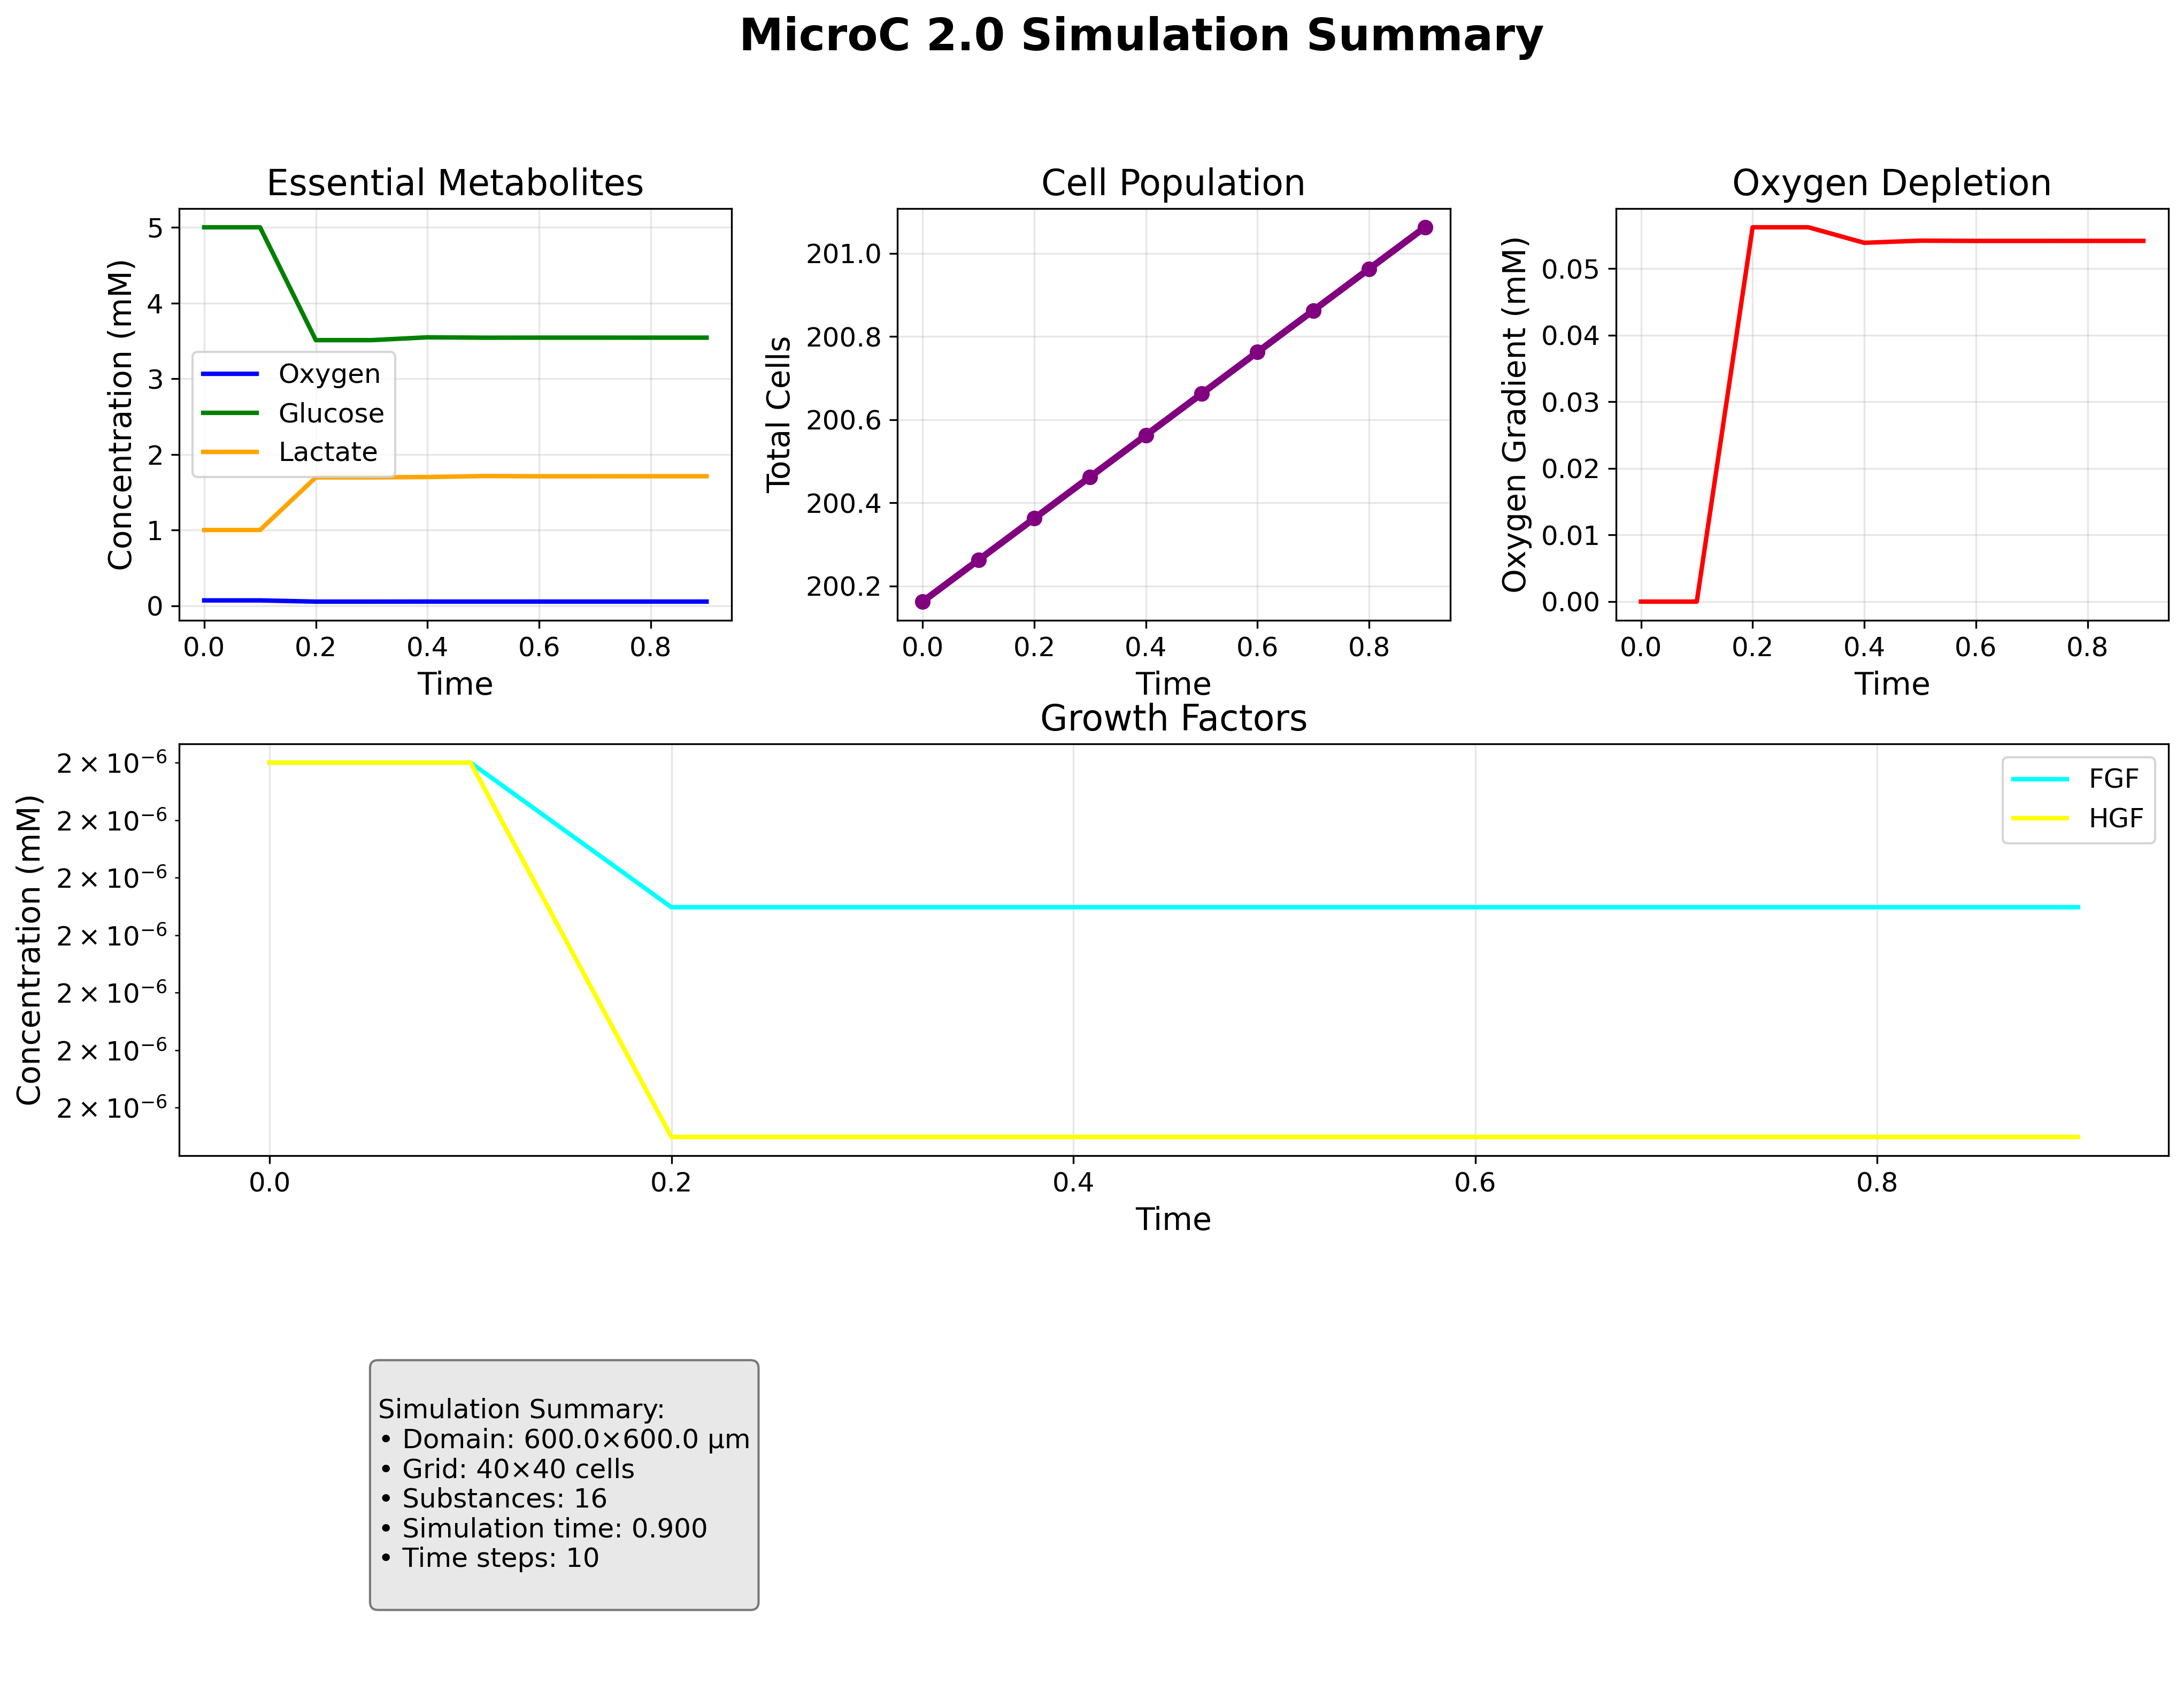 MicroC 2.0 Simulation Summary
Essential Metabolites
Concentration (mM)
5
4
3
2
1
0
Oxygen
Glucose
Lactate
0.0 0.2 0.4 0.6 0.8
Time
Cell Population
Total Cells
201.0
200.8
200.6
200.4
200.2
0.0 0.2 0.4 0.6 0.8
Time
Oxygen Depletion
Oxygen Gradient (mM)
0.05
0.04
0.03
0.02
0.01
0.00
0.0 0.2 0.4 0.6 0.8
Time
Growth Factors
Concentration (mM)
2 × 10⁻⁶
2 × 10⁻⁶
2 × 10⁻⁶
2 × 10⁻⁶
2 × 10⁻⁶
2 × 10⁻⁶
2 × 10⁻⁶
FGF
HGF
0.0 0.2 0.4 0.6 0.8
Time
Simulation Summary:
• Domain: 600.0×600.0 μm
• Grid: 40×40 cells
• Substances: 16
• Simulation time: 0.900
• Time steps: 10